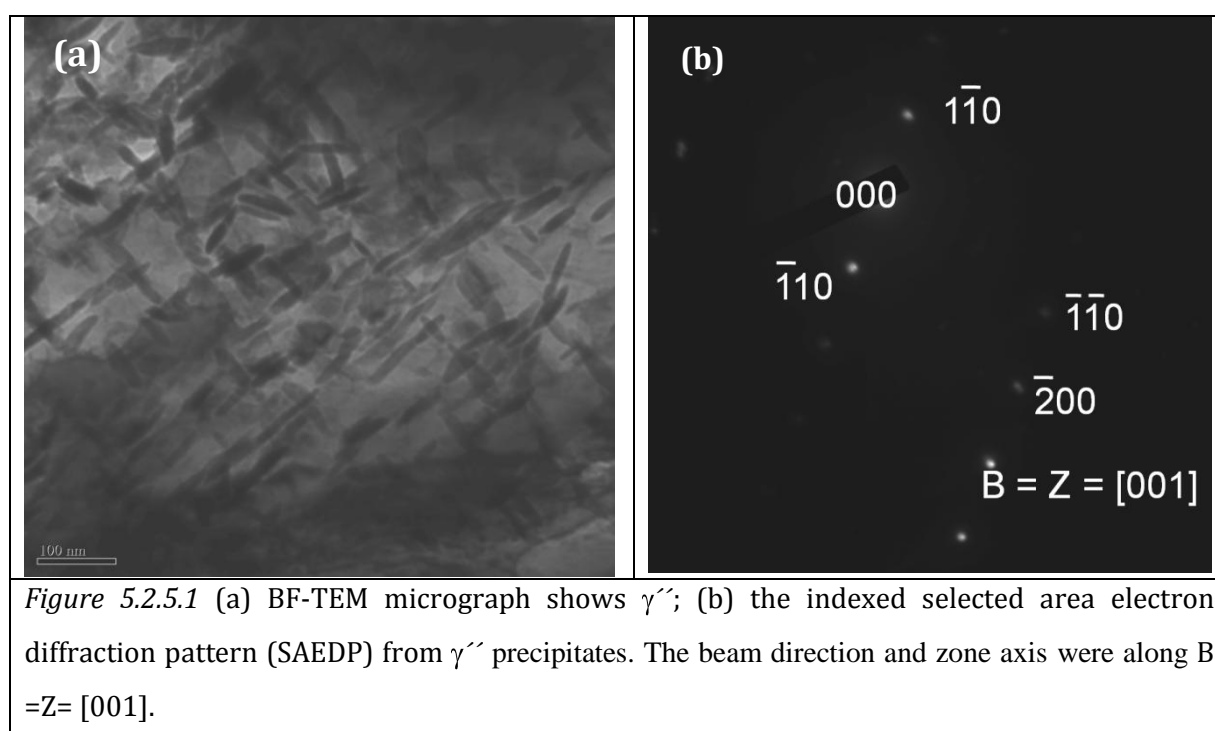 (a)
100 nm
(b)
11̅0
000
1̅10
1̅1̅0
2̅00
B = Z = [001]
Figure 5.2.5.1 (a) BF-TEM micrograph shows γ´´; (b) the indexed selected area electron
diffraction pattern (SAEDP) from γ´´ precipitates. The beam direction and zone axis were along B
=Z= [001].